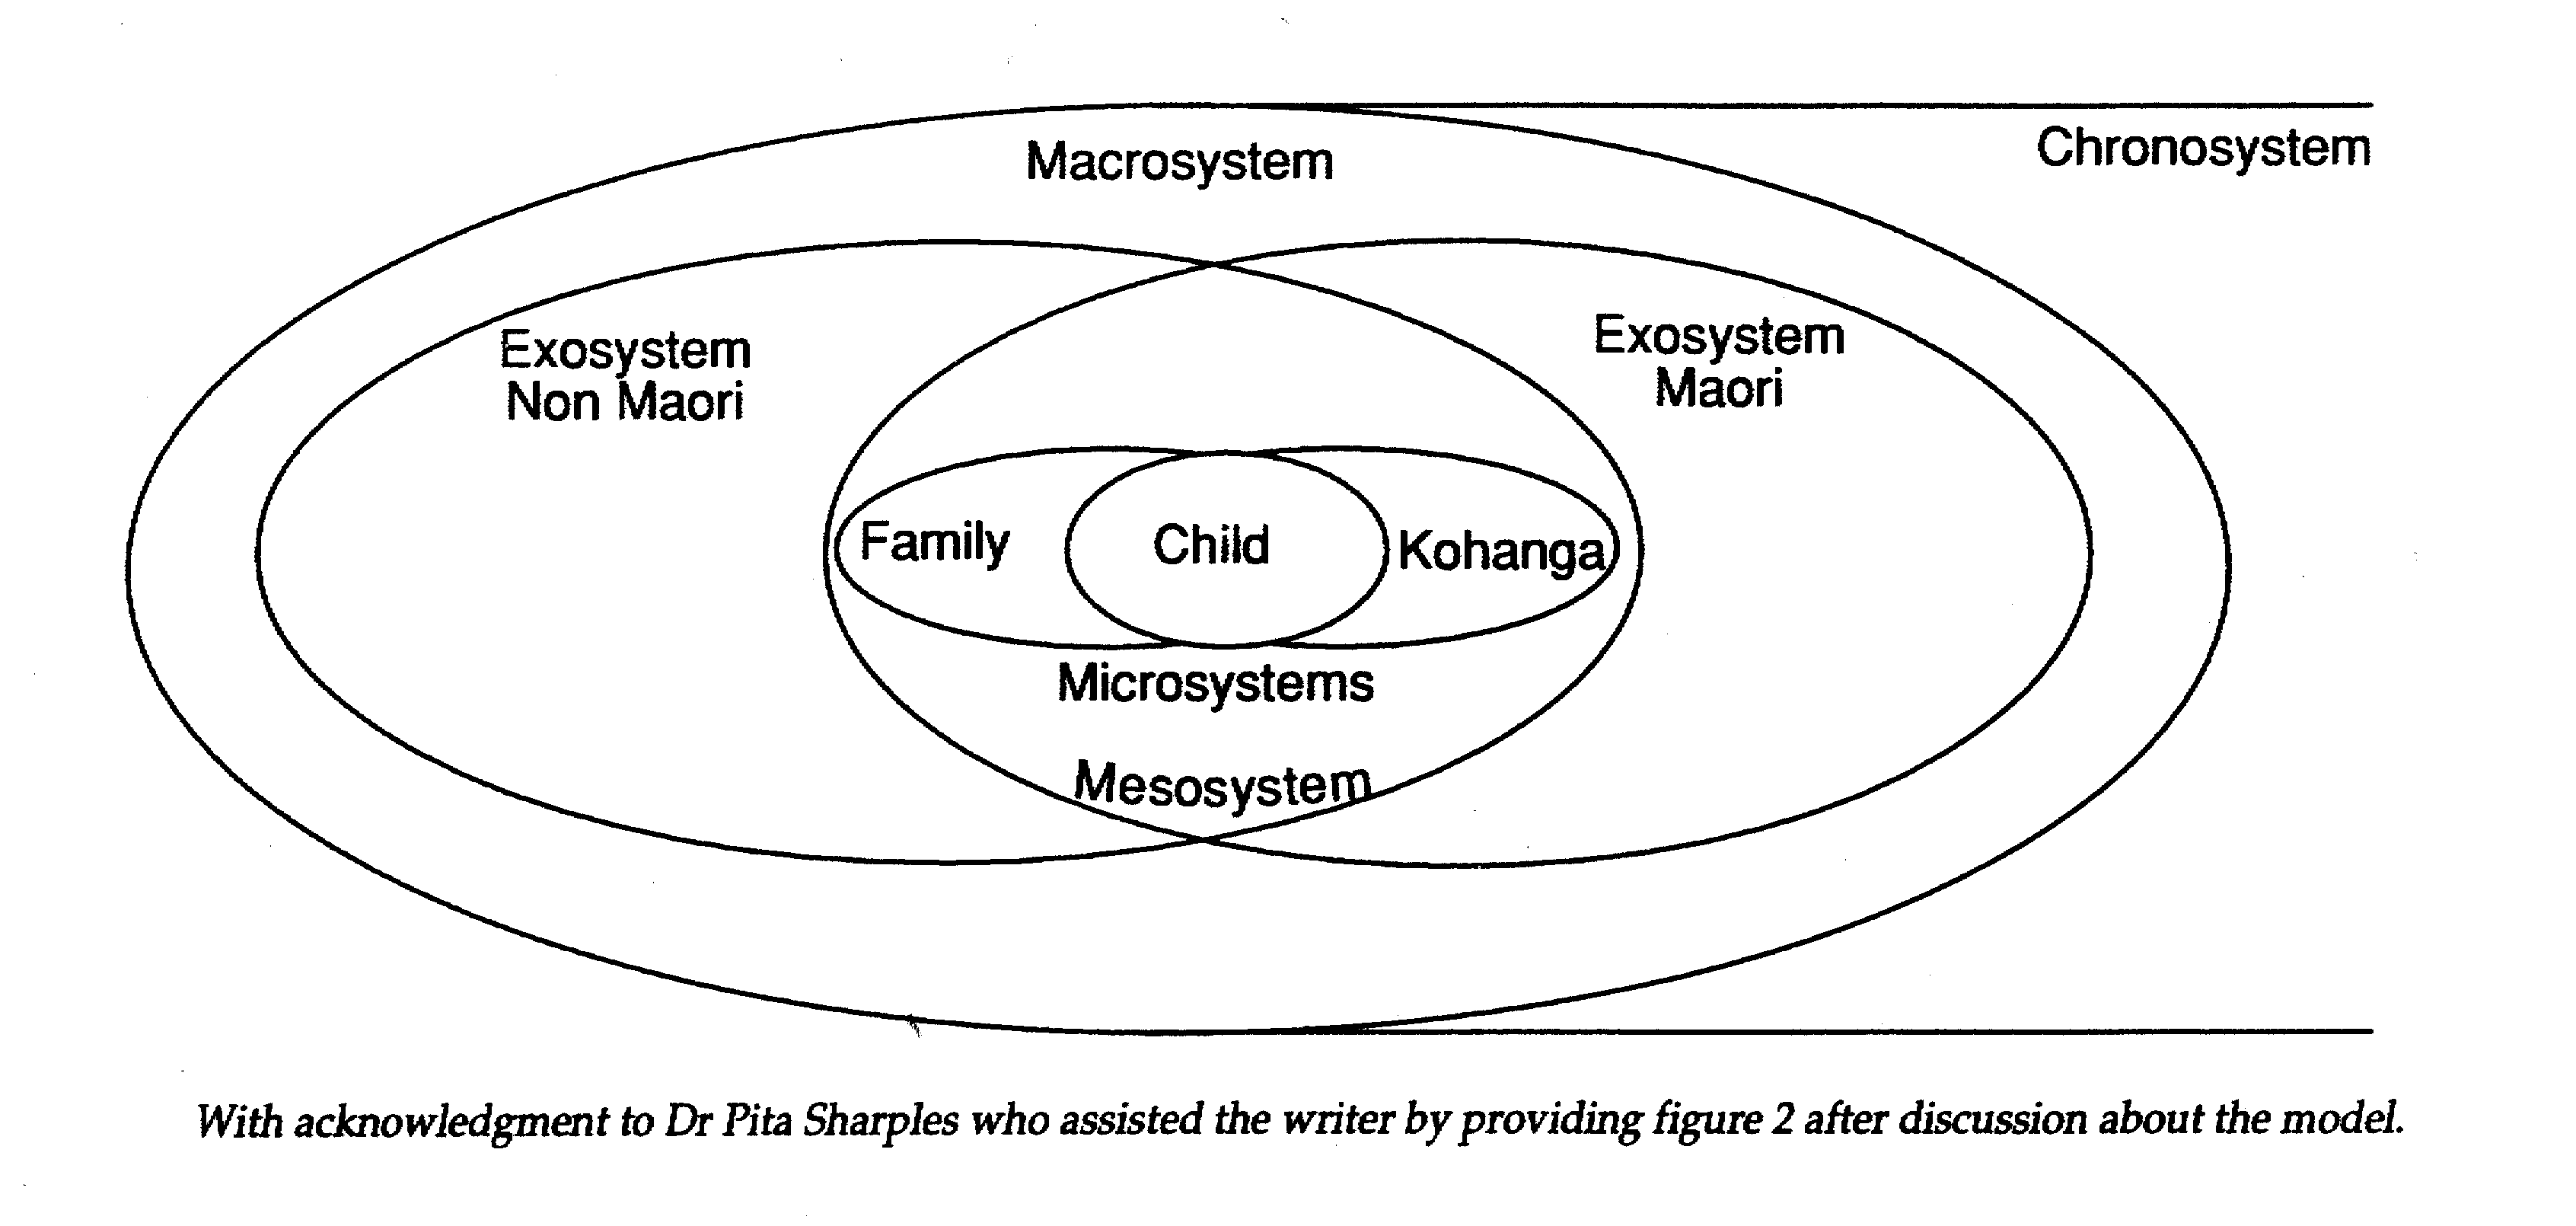 Macrosystem
Chronosystem
Exosystem
Non Maori
Exosystem
Maori
Family
Child
Kohanga
Microsystems
Mesosystem
With acknowledgment to Dr Pita Sharples who assisted the writer by providing figure 2 after discussion about the model.